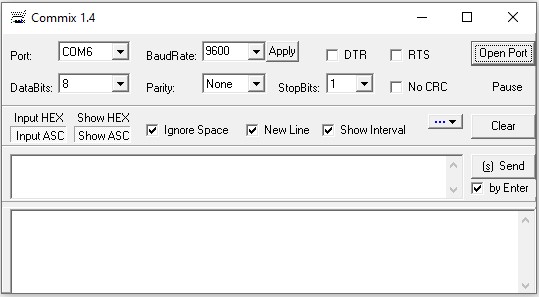 Commix 1.4
Port: COM6 BaudRate: 9600 Apply DTR RTS Open Port
DataBits: 8 Parity: None StopBits: 1 No CRC Pause
Input HEX Show HEX
Input ASC Show ASC Ignore Space New Line Show Interval ... Clear
(s) Send
by Enter